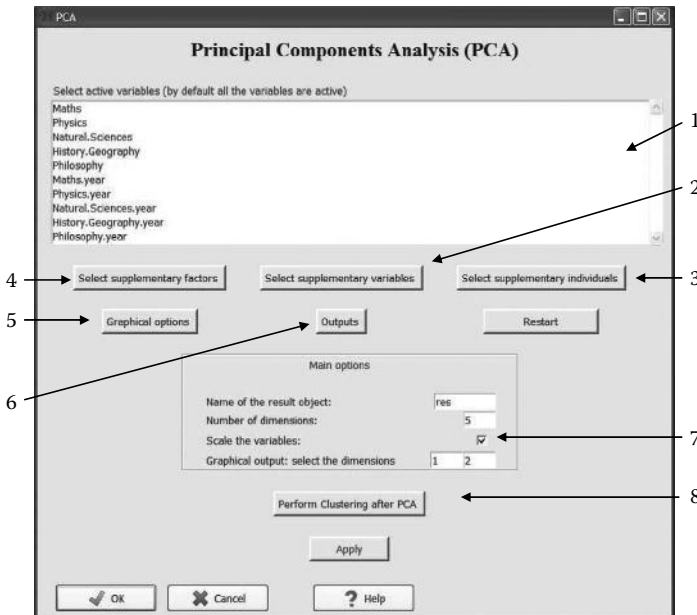 PCA
Principal Components Analysis (PCA)
Select active variables (by default all the variables are active)
Maths
Physics
Natural.Sciences
History.Geography
Philosophy
Maths.year
Physics.year
Natural.Sciences.year
History.Geography.year
Philosophy.year
1
2
4 Select supplementary factors Select supplementary variables Select supplementary individuals 3
5 Graphical options Outputs Restart
6
Main options
Name of the result object: res
Number of dimensions: 5
Scale the variables: 7
Graphical output: select the dimensions 1 2
Perform Clustering after PCA 8
Apply
OK Cancel ? Help